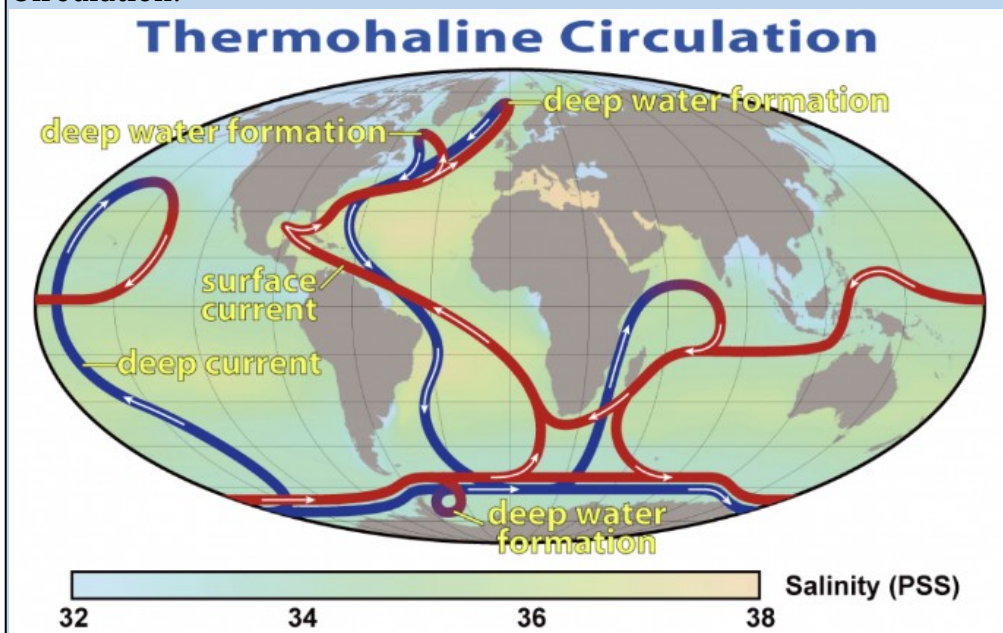 Circulation.
Thermohaline Circulation
deep water formation
deep water formation
surface
current
deep current
deep water
formation
Salinity (PSS)
32 34 36 38